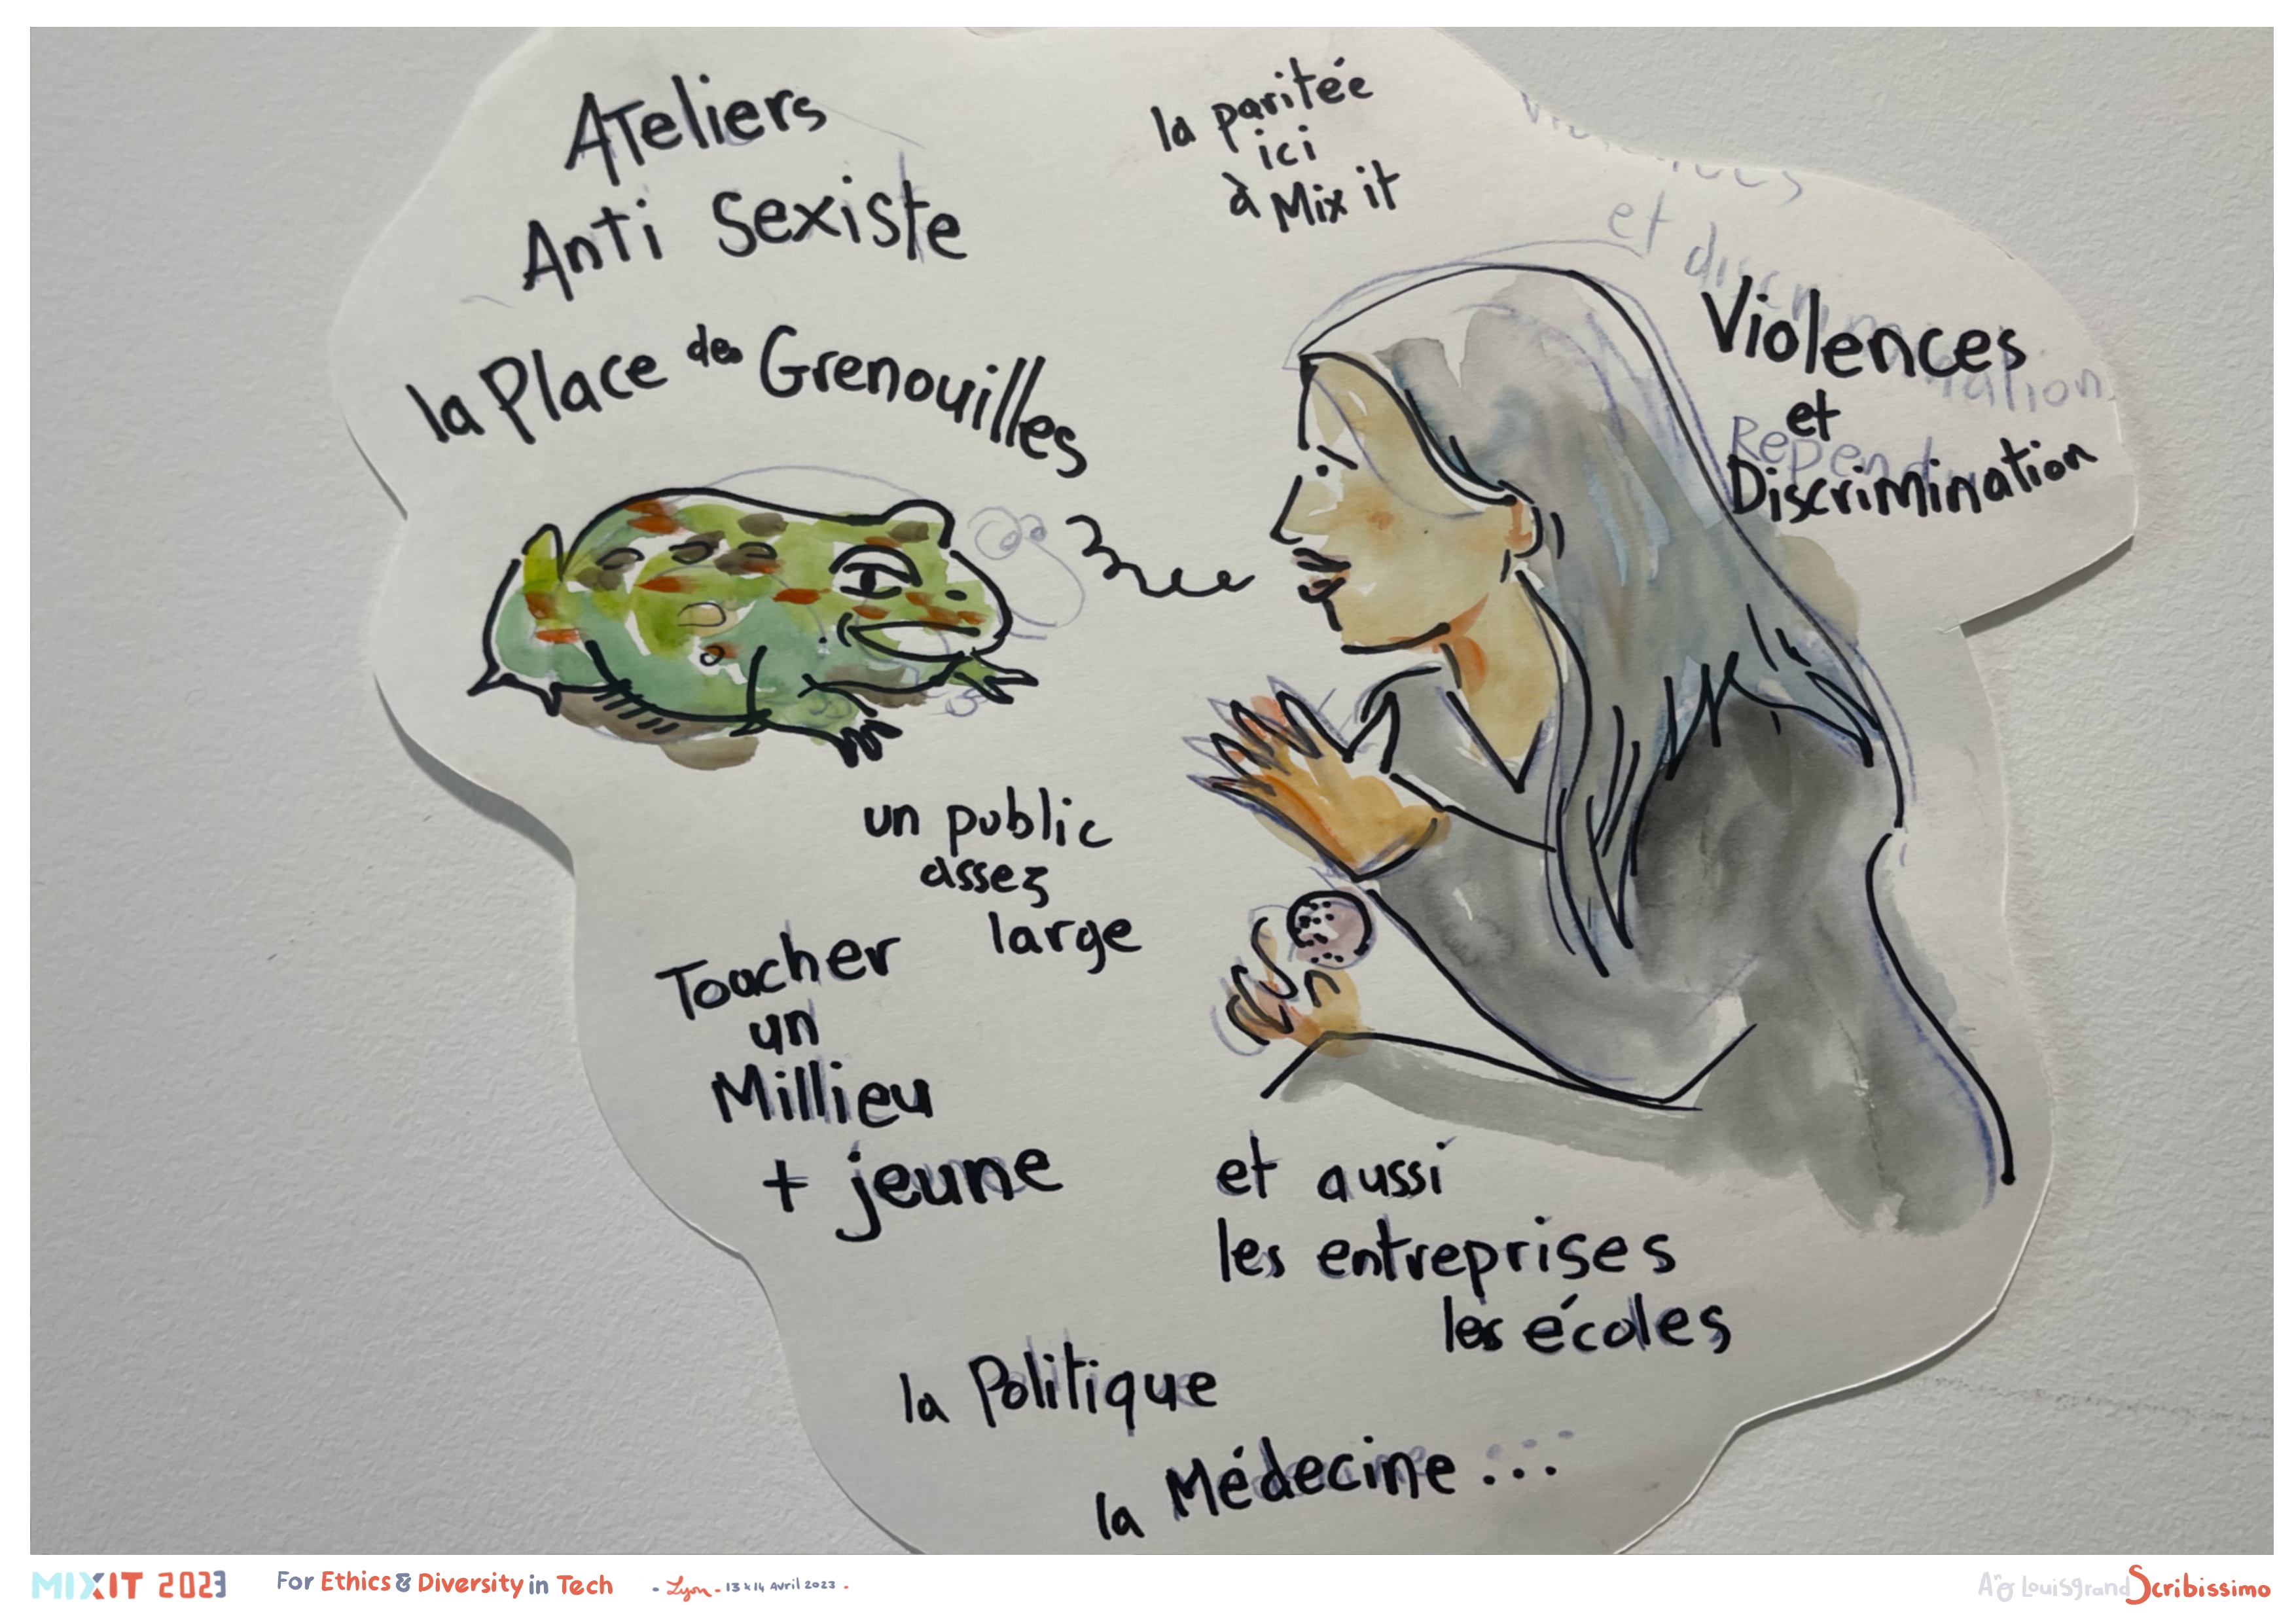 Ateliers
Anti sexiste
la Place des Grenouilles
la paritée
ici
à Mix it
et discrimination
Violences
et
Discrimination
un public
assez
large
Toucher
un
Millieu
+ jeune
et aussi
les entreprises
les écoles
la Politique
la Médecine...
MIXIT 2023
For Ethics & Diversity in Tech
- Lyon - 13 & 14 Avril 2023 -
Louisgrand Scribissimo